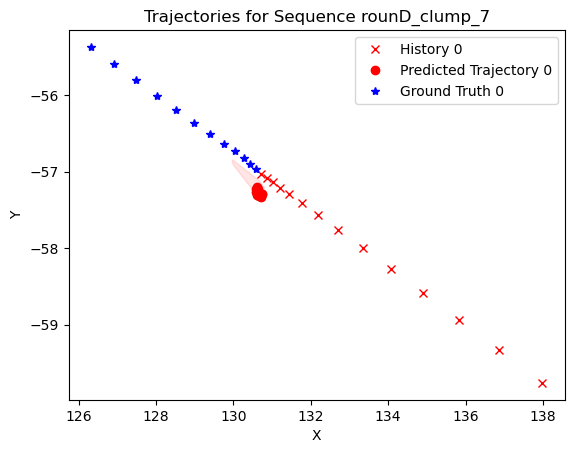 Trajectories for Sequence rounD_clump_7
History 0
Predicted Trajectory 0
Ground Truth 0
−56
−57
−58
−59
Y
126 128 130 132 134 136 138
X